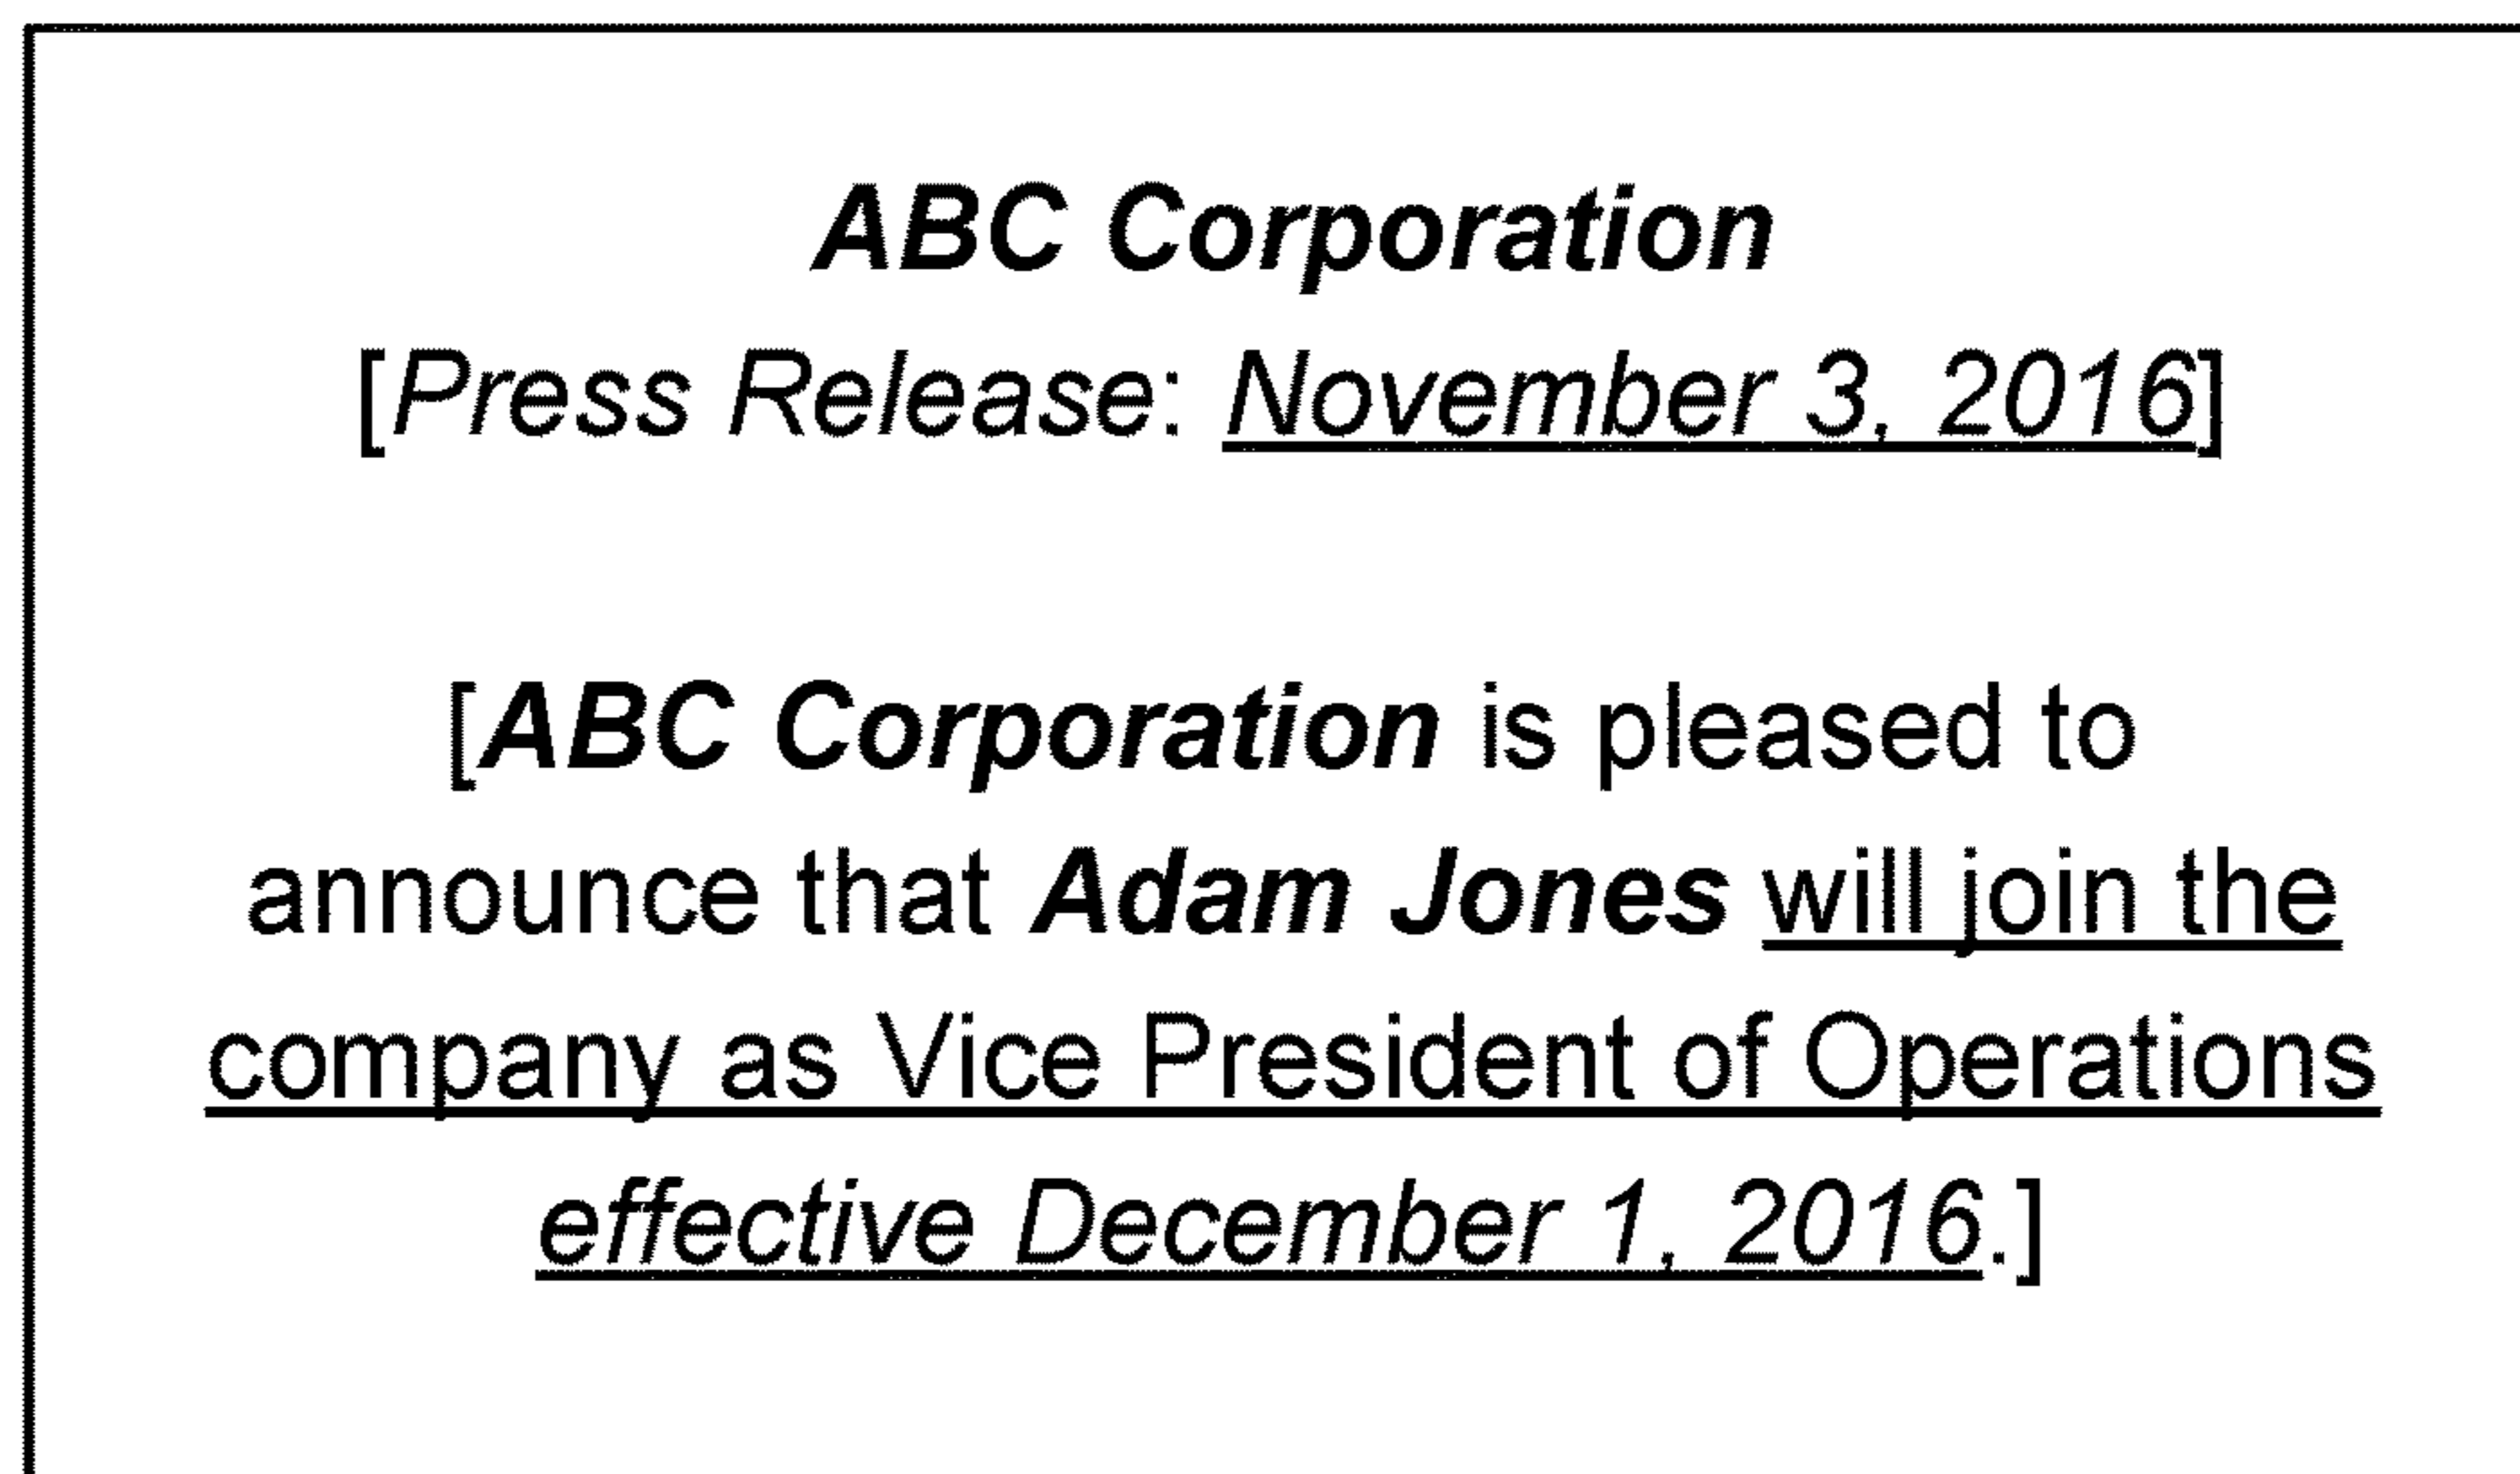 ABC Corporation
[Press Release: November 3, 2016]
[ABC Corporation is pleased to
announce that Adam Jones will join the
company as Vice President of Operations
effective December 1, 2016.]